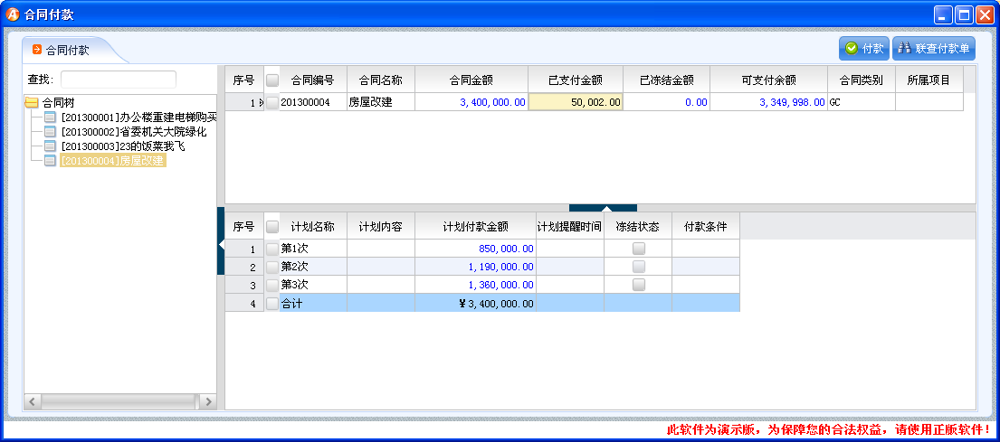 合同付款
合同付款
付款 联查付款单
查找:
合同树
[201300001]办公楼重建电梯购买
[201300002]省委机关大院绿化
[201300003]23的饭菜我飞
[201300004]房屋改建
序号 合同编号 合同名称 合同金额 已支付金额 已冻结金额 可支付余额 合同类别 所属项目
1 201300004 房屋改建 3,400,000.00 50,002.00 0.00 3,349,998.00 GC
序号 计划名称 计划内容 计划付款金额 计划提醒时间 冻结状态 付款条件
1 第1次 850,000.00
2 第2次 1,190,000.00
3 第3次 1,360,000.00
4 合计 ¥3,400,000.00
此软件为演示版，为保障您的合法权益，请使用正版软件！